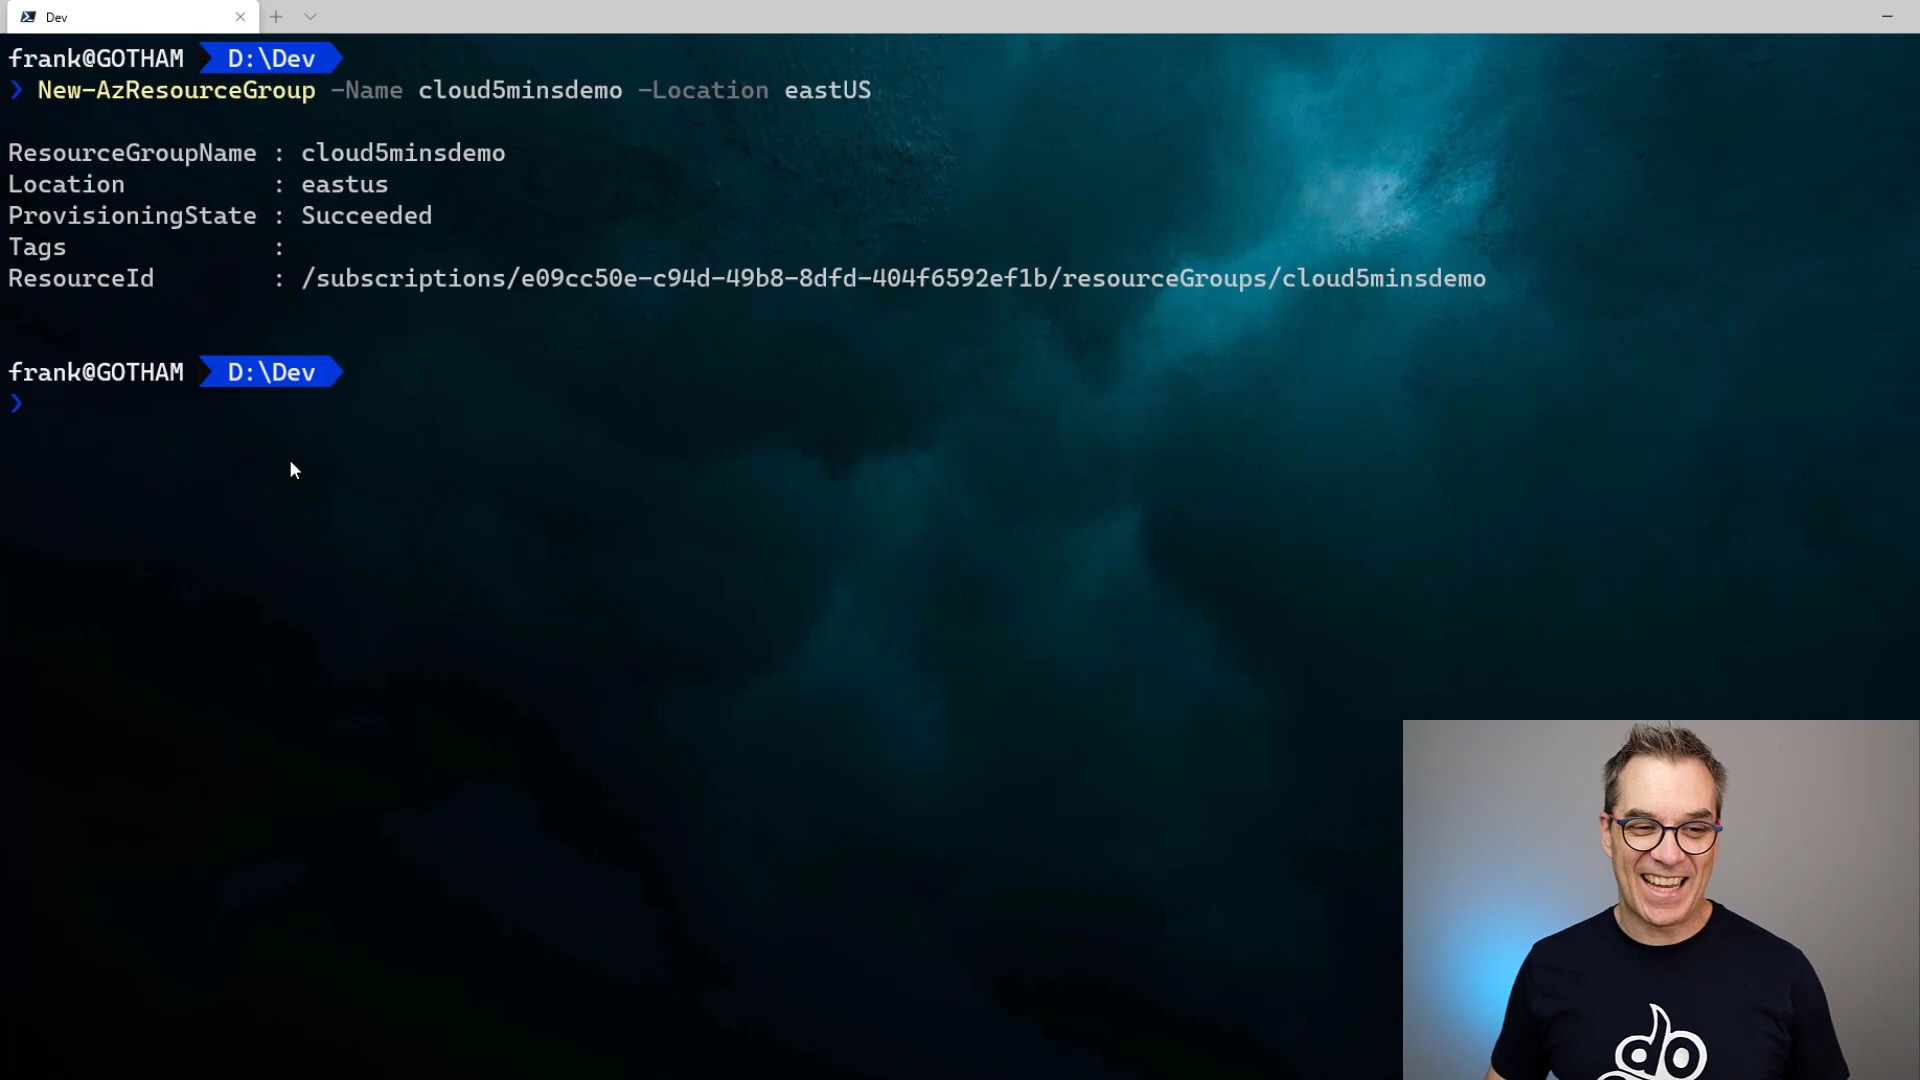 Dev
frank@GOTHAM D:\Dev
❯ New-AzResourceGroup -Name cloud5minsdemo -Location eastUS
ResourceGroupName : cloud5minsdemo
Location : eastus
ProvisioningState : Succeeded
Tags :
ResourceId : /subscriptions/e09cc50e-c94d-49b8-8dfd-404f6592ef1b/resourceGroups/cloud5minsdemo
frank@GOTHAM D:\Dev
❯